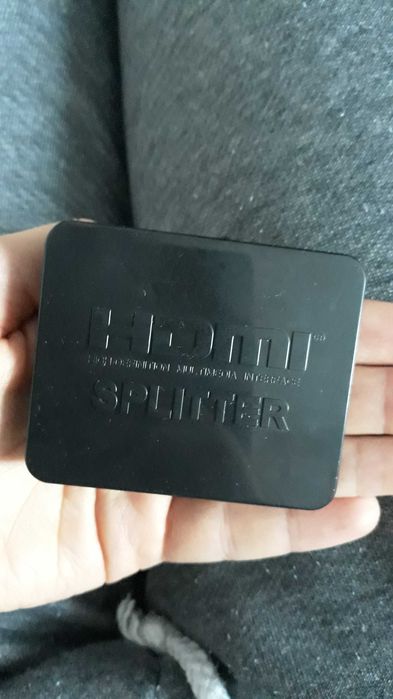 HDMI
HIGH DEFINITION MULTIMEDIA INTERFACE
SPLITTER